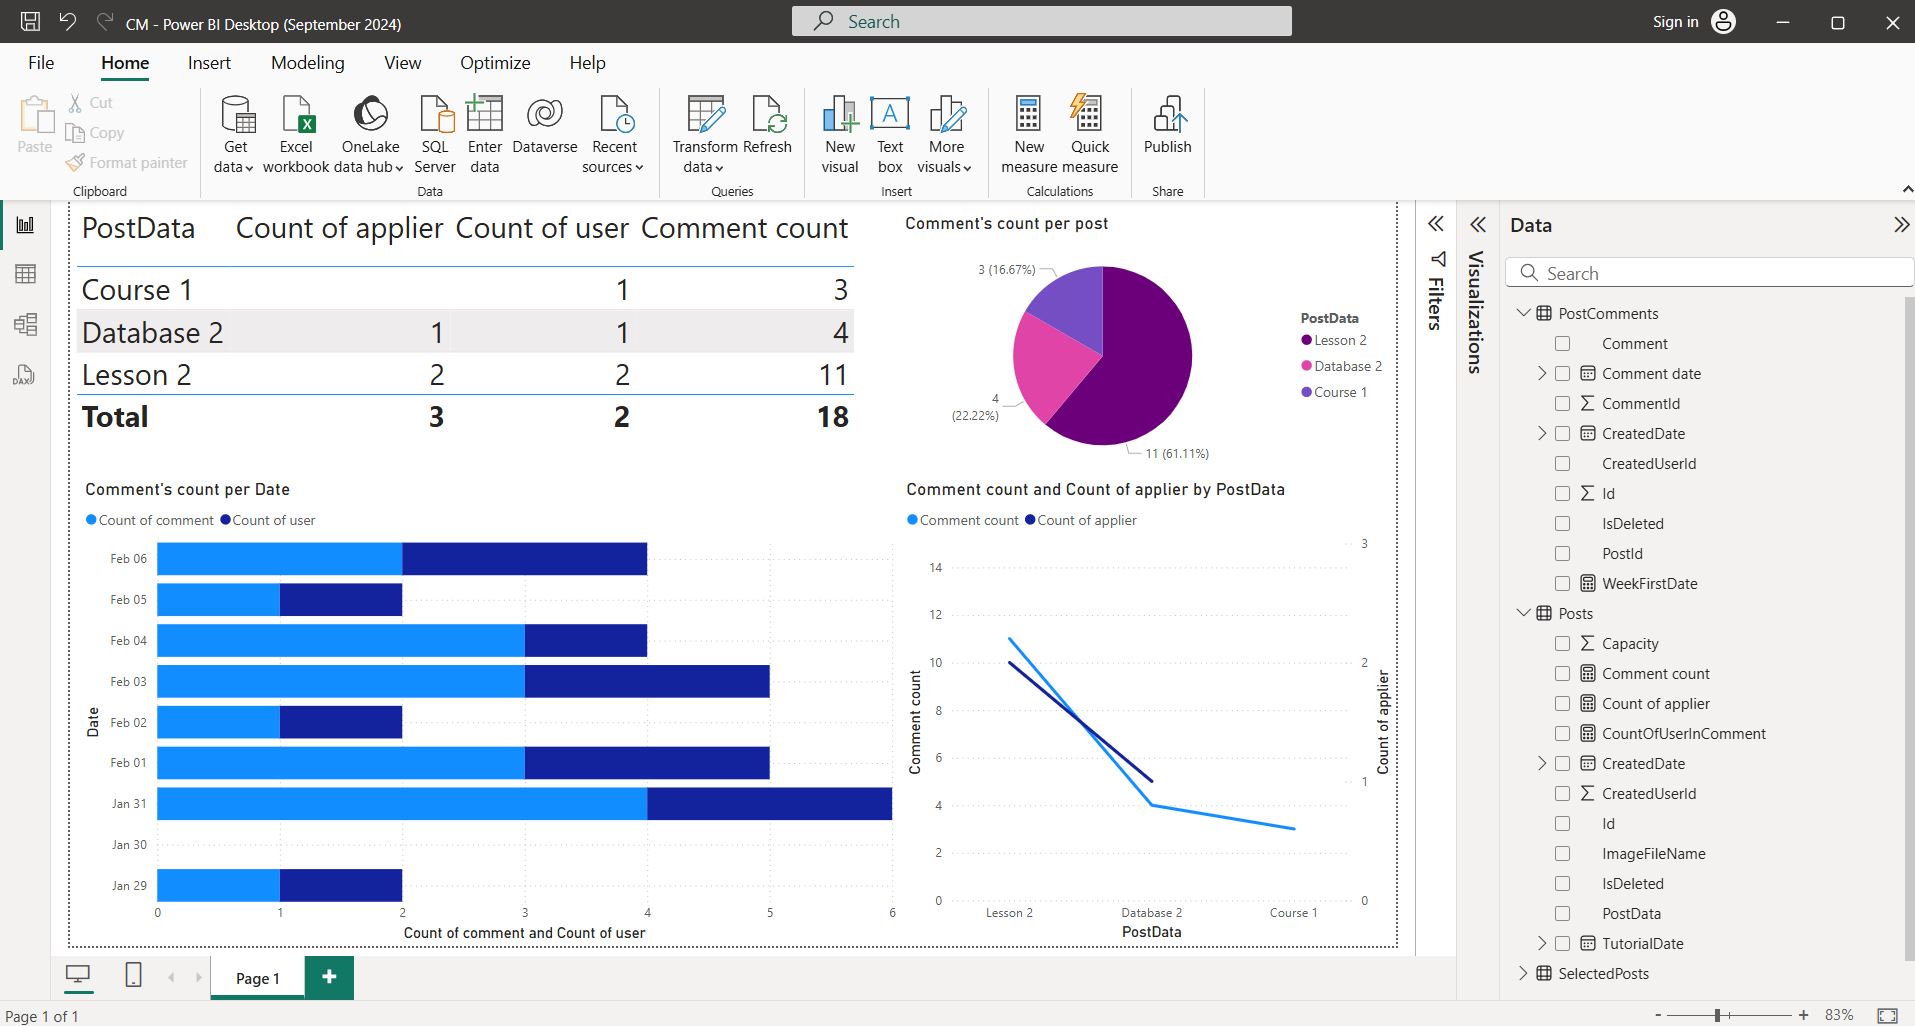 CM - Power BI Desktop (September 2024)
Search
Sign in
File Home Insert Modeling View Optimize Help
Paste
Cut
Copy
Format painter
Clipboard
Get data
Excel workbook
OneLake data hub
SQL Server
Enter data
Dataverse
Recent sources
Data
Transform data
Refresh
Queries
New visual
A
Text box
More visuals
Insert
New measure
Quick measure
Calculations
Publish
Share
DAX
PostData Count of applier Count of user Comment count
Course 1 1 3
Database 2 1 1 4
Lesson 2 2 2 11
Total 3 2 18
Comment's count per post
3 (16.67%)
4
(22.22%)
11 (61.11%)
PostData
Lesson 2
Database 2
Course 1
Comment's count per Date
Count of comment Count of user
Date
Feb 06
Feb 05
Feb 04
Feb 03
Feb 02
Feb 01
Jan 31
Jan 30
Jan 29
0 1 2 3 4 5 6
Count of comment and Count of user
Comment count and Count of applier by PostData
Comment count Count of applier
Comment count
14
12
10
8
6
4
2
0
3
2
1
0
Count of applier
Lesson 2 Database 2 Course 1
PostData
Filters
Visualizations
Data
Search
PostComments
Comment
Comment date
CommentId
CreatedDate
CreatedUserId
Id
IsDeleted
PostId
WeekFirstDate
Posts
Capacity
Comment count
Count of applier
CountOfUserInComment
CreatedDate
CreatedUserId
Id
ImageFileName
IsDeleted
PostData
TutorialDate
SelectedPosts
Page 1
+
Page 1 of 1
- + 83%